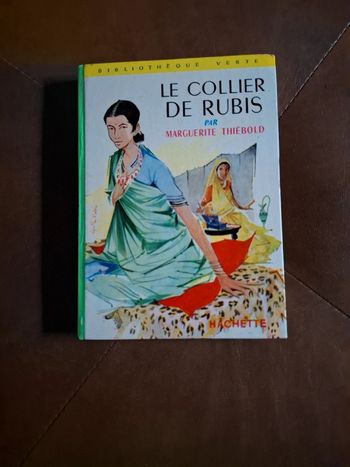 BIBLIOTHÈQUE VERTE
LE COLLIER
DE RUBIS
PAR
MARGUERITE THIÉBOLD
HACHETTE